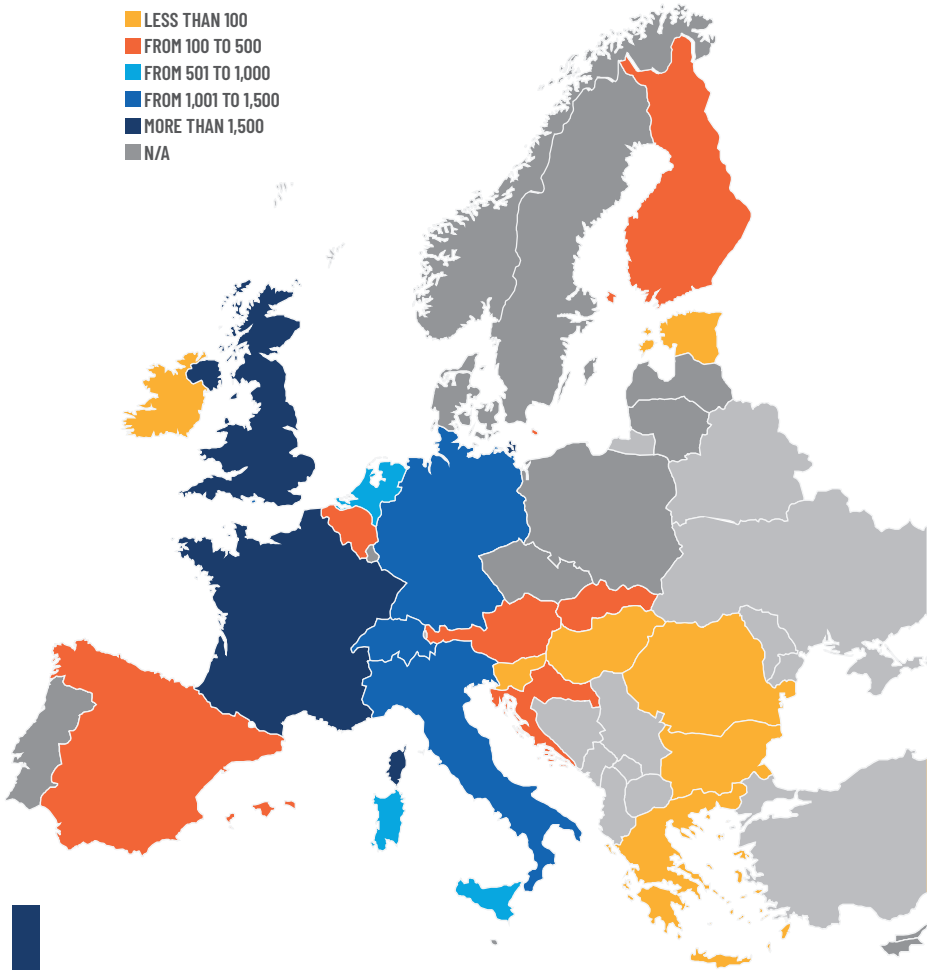 LESS THAN 100
FROM 100 TO 500
FROM 501 TO 1,000
FROM 1,001 TO 1,500
MORE THAN 1,500
N/A